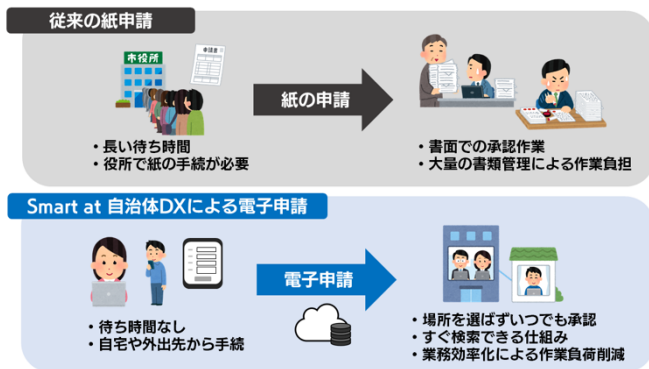 従来の紙申請
市役所
申請書
紙の申請
・長い待ち時間
・役所で紙の手続が必要
・書面での承認作業
・大量の書類管理による作業負担
Smart at 自治体DXによる電子申請
電子申請
・待ち時間なし
・自宅や外出先から手続
・場所を選ばずいつでも承認
・すぐ検索できる仕組み
・業務効率化による作業負荷削減